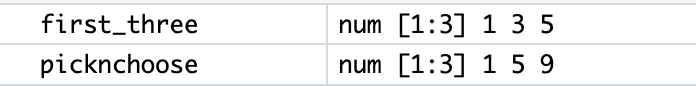 first_three num [1:3] 1 3 5
picknchoose num [1:3] 1 5 9